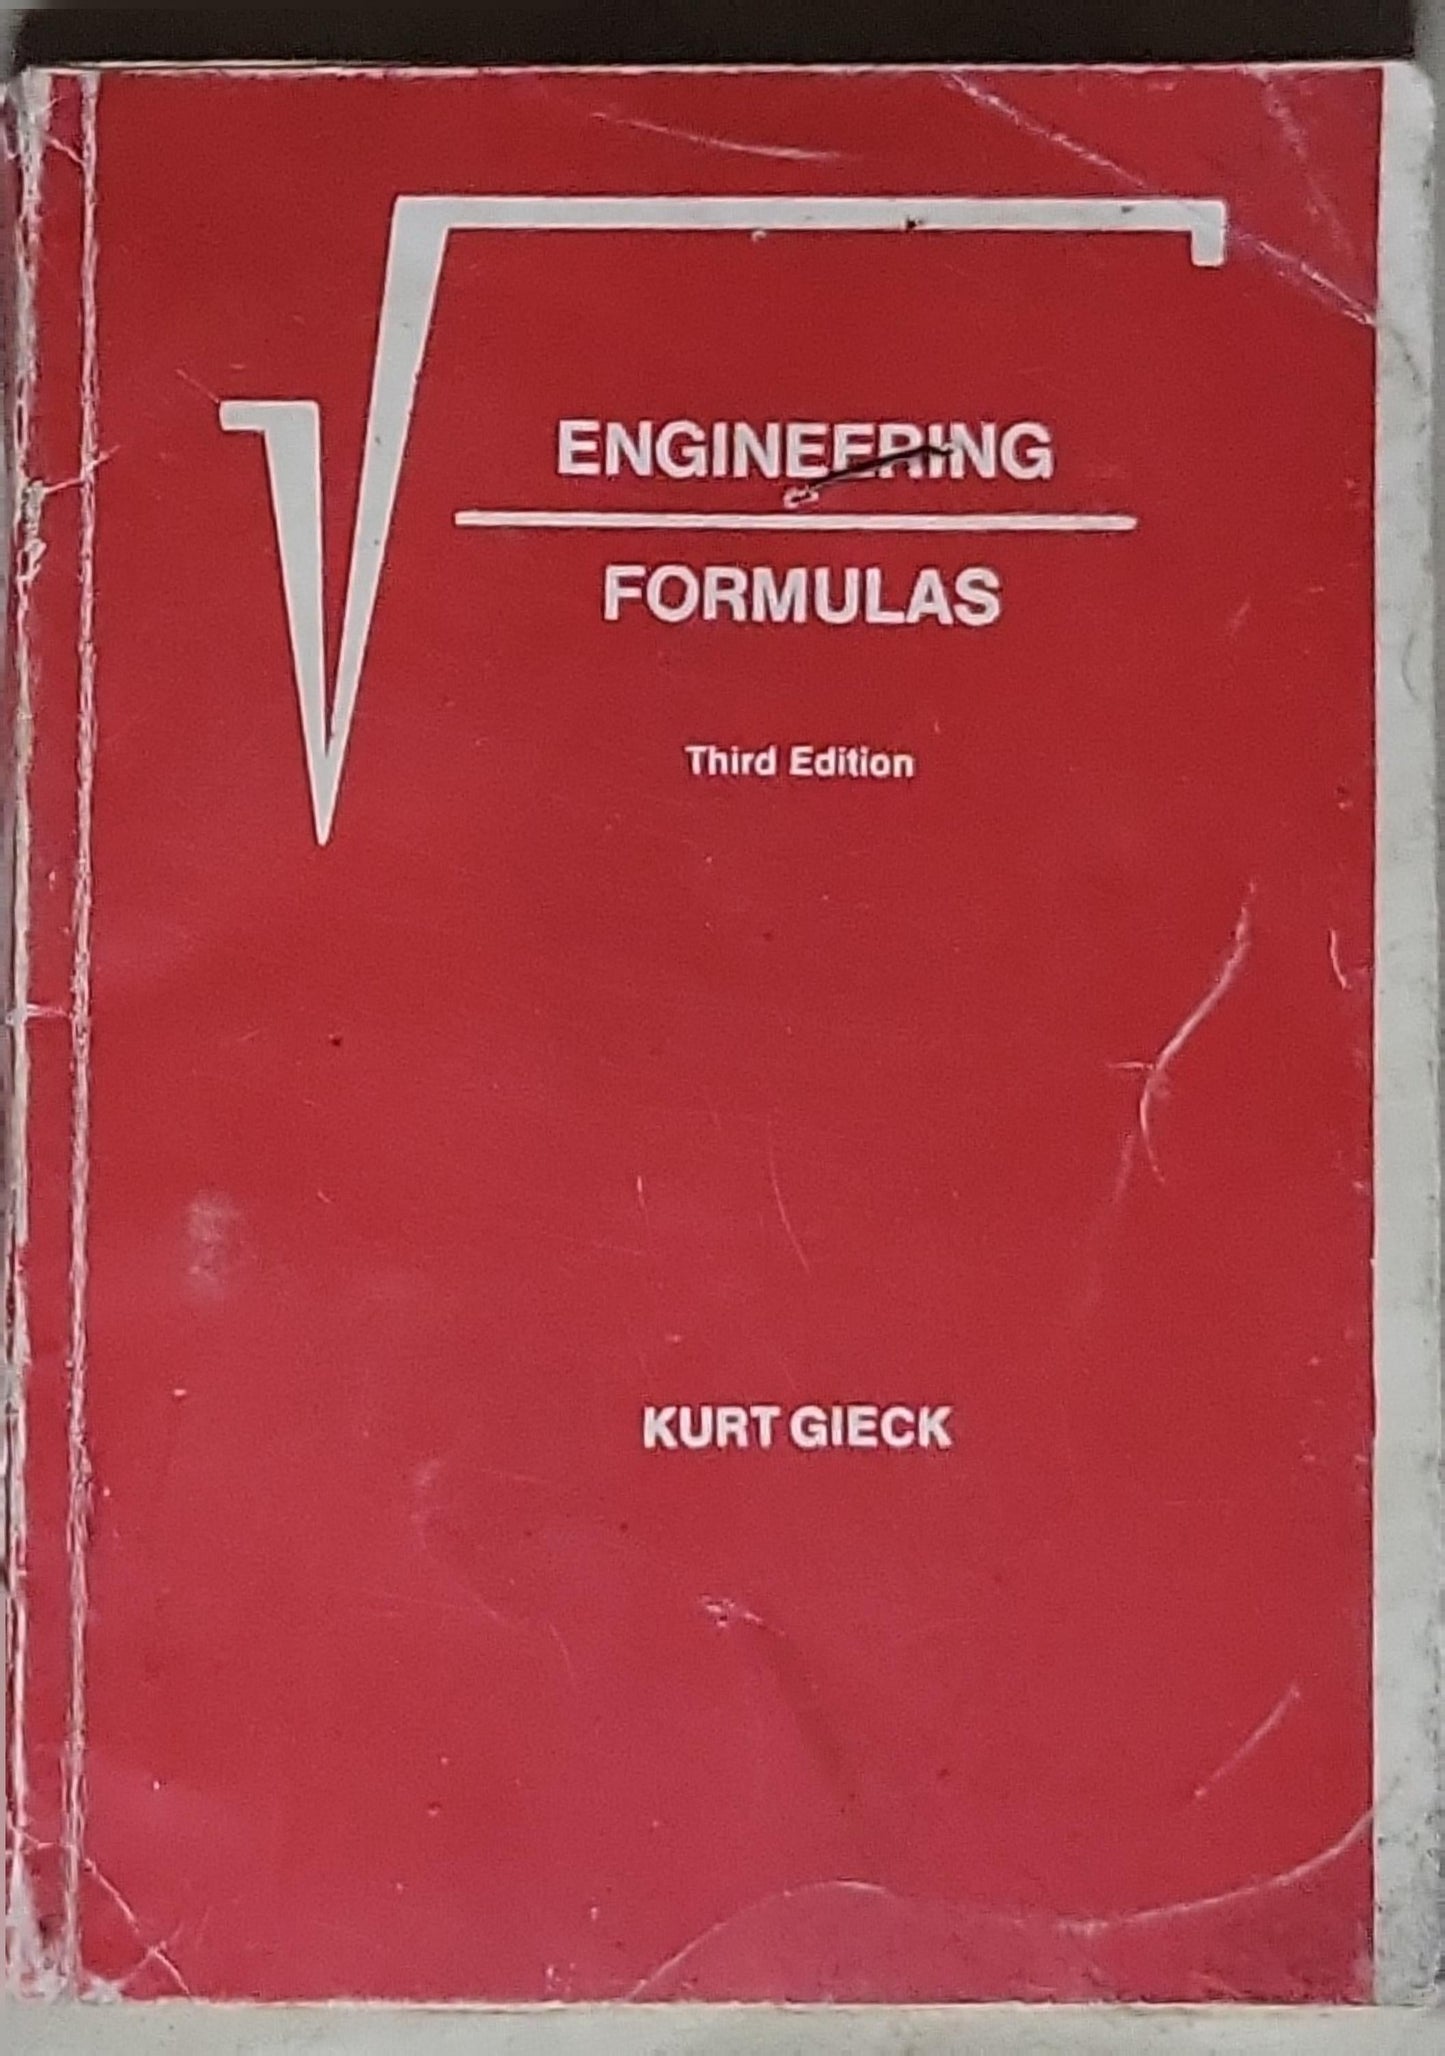 ENGINEERING
FORMULAS
Third Edition
KURT GIECK